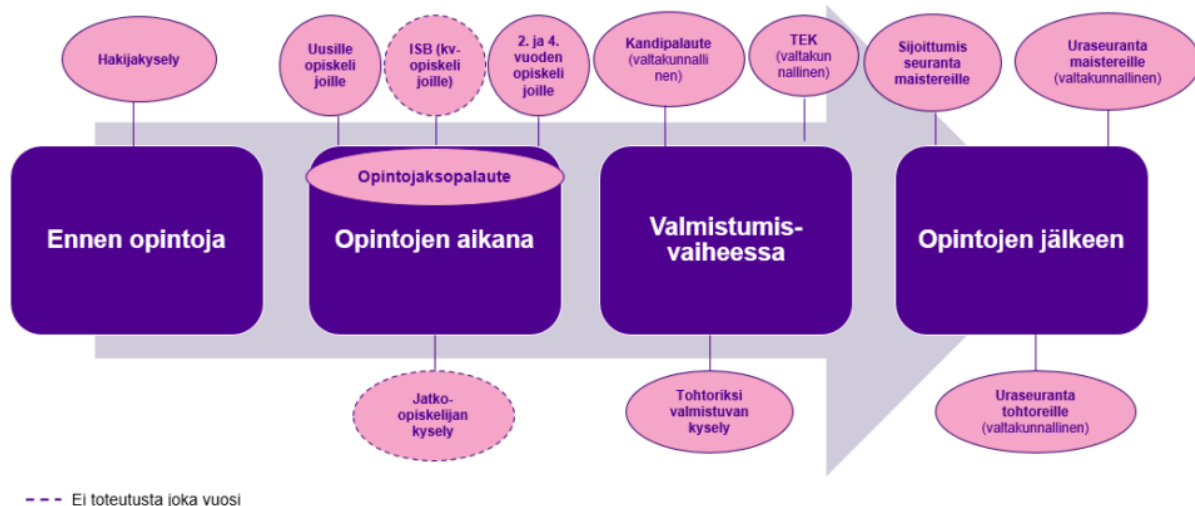 Hakijakysely
Uusille
opiskeli
joille
ISB (kv-
opiskeli
joille)
2. ja 4.
vuoden
opiskeli
joille
Kandipalaute
(valtakunnalli
nen)
TEK
(valtakun
nallinen)
Sijoittumis
seuranta
maistereille
Uraseuranta
maistereille
(valtakunnallinen)
Opintojaksopalaute
Ennen opintoja
Opintojen aikana
Valmistumis-
vaiheessa
Opintojen jälkeen
Jatko-
opiskelijan
kysely
Tohtoriksi
valmistuvan
kysely
Uraseuranta
tohtoreille
(valtakunnallinen)
Ei toteutusta joka vuosi